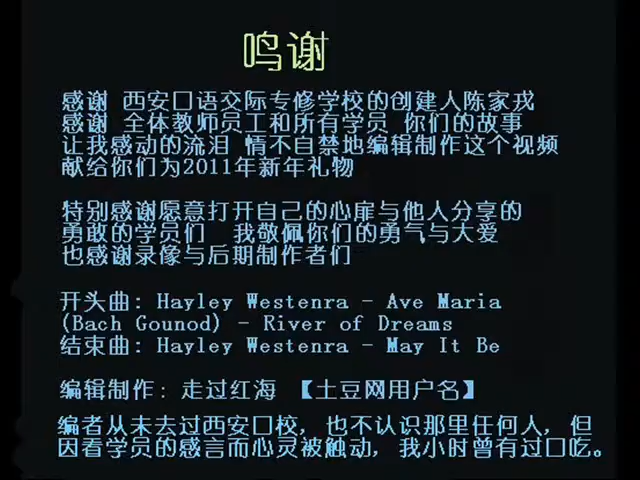 鸣谢
感谢 西安口语交际专修学校的创建人陈家戎
感谢 全体教师员工和所有学员 你们的故事
让我感动的流泪 情不自禁地编辑制作这个视频
献给你们为2011年新年礼物
特别感谢愿意打开自己的心扉与他人分享的
勇敢的学员们 我敬佩你们的勇气与大爱
也感谢录像与后期制作者们
开头曲: Hayley Westenra - Ave Maria
(Bach Gounod) - River of Dreams
结束曲: Hayley Westenra - May It Be
编辑制作: 走过红海 【土豆网用户名】
编者从未去过西安口校，也不认识那里任何人，但
因看学员的感言而心灵被触动，我小时曾有过口吃。